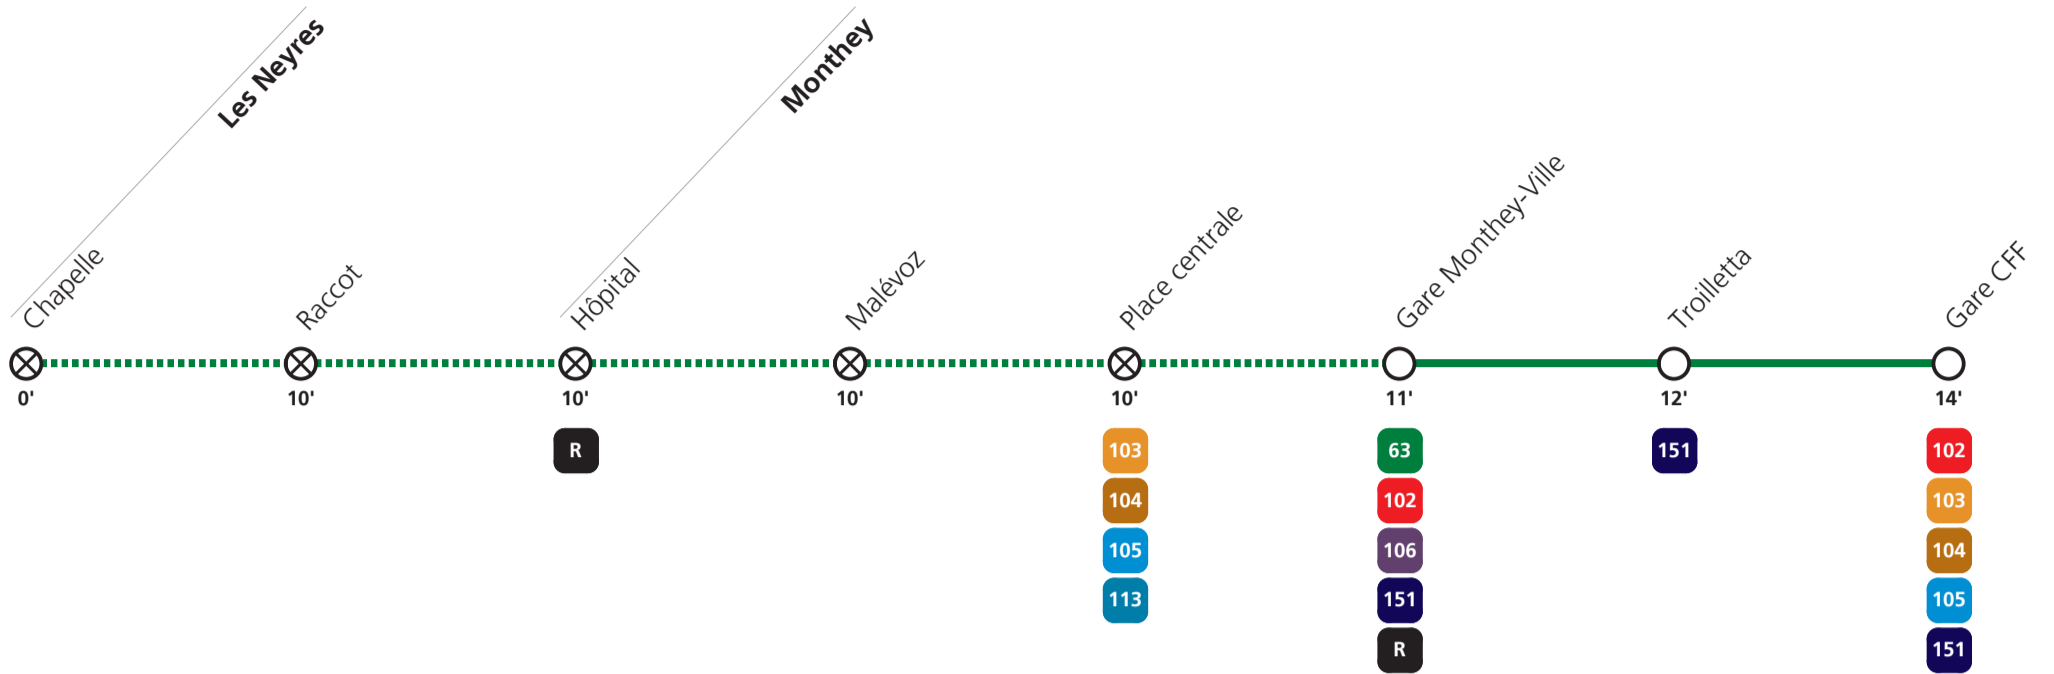 Les Neyres
Monthey
Chapelle
Raccot
Hôpital
Malévoz
Place centrale
Gare Monthey-Ville
Troilletta
Gare CFF
0'
10'
10'
10'
10'
11'
12'
14'
R
103
104
105
113
63
102
106
151
R
151
102
103
104
105
151